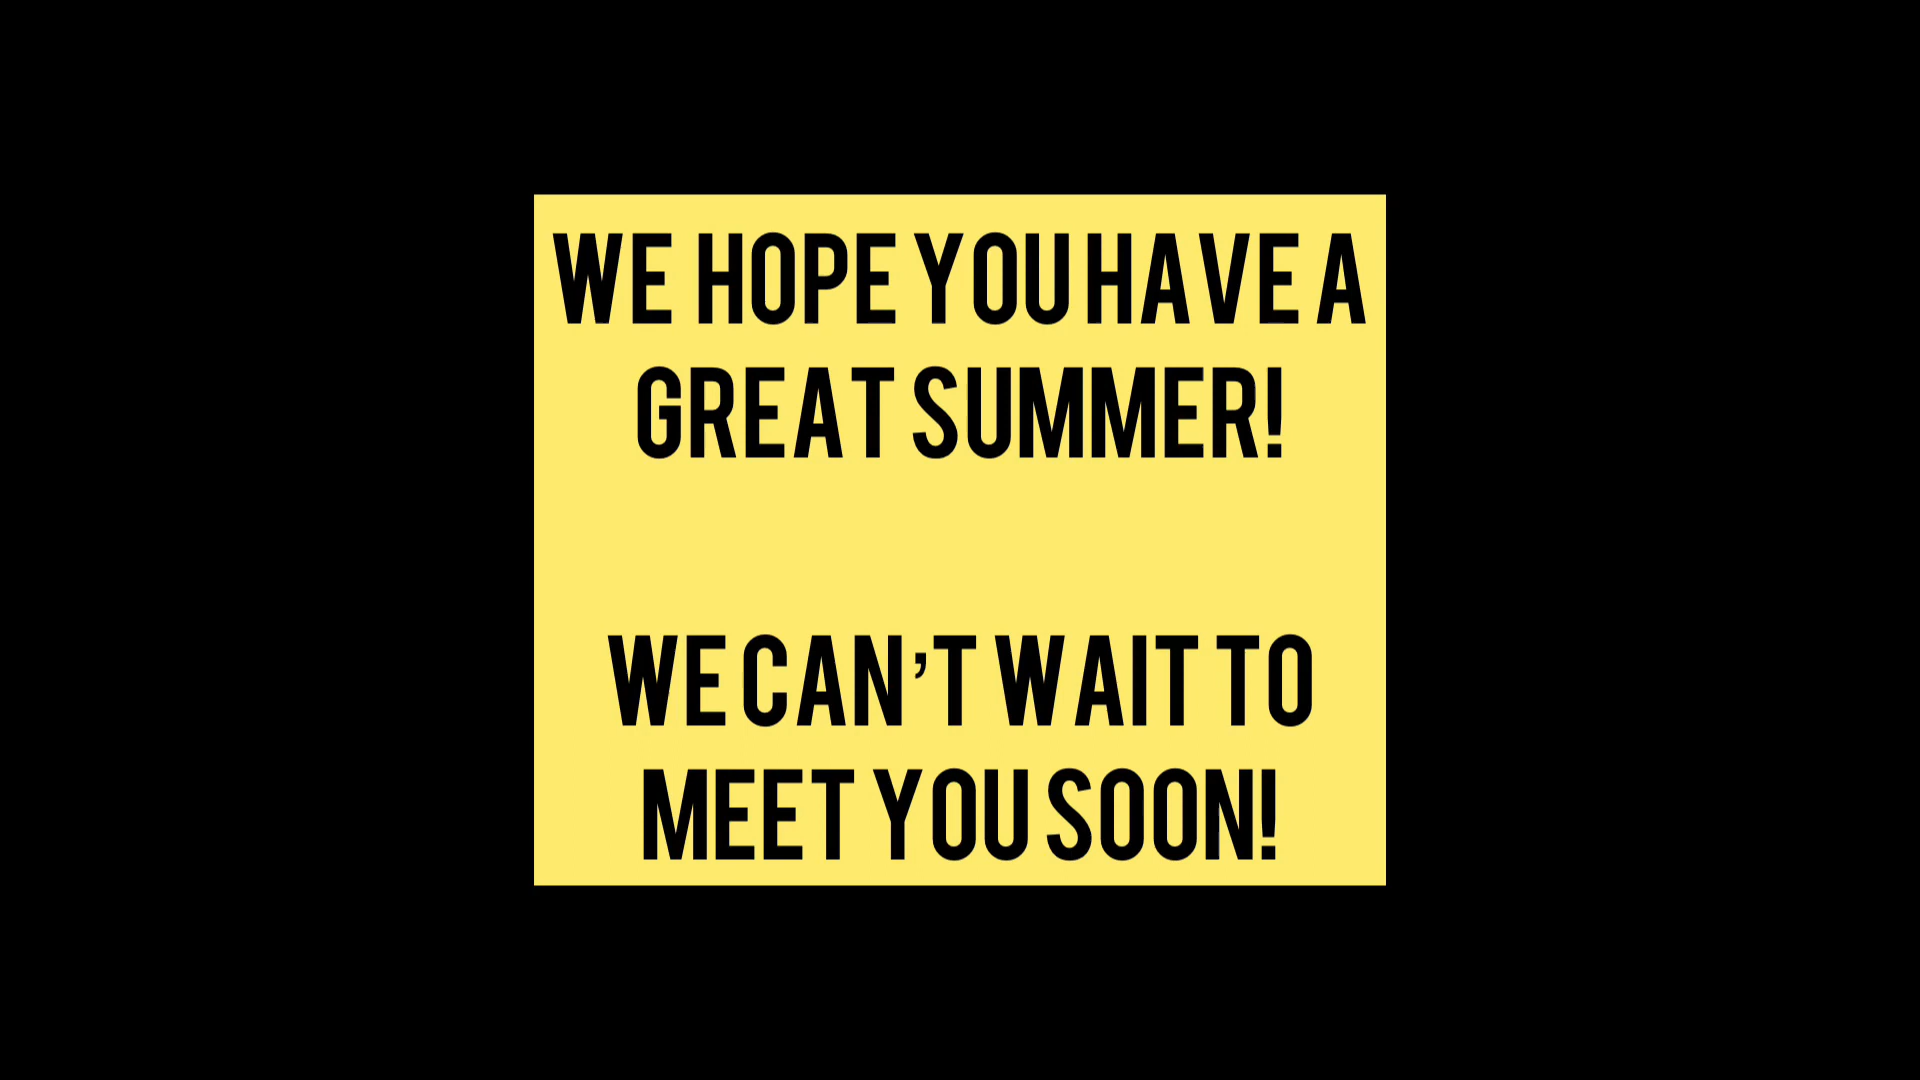 WE HOPE YOU HAVE A
GREAT SUMMER!
WE CAN’T WAIT TO
MEET YOU SOON!